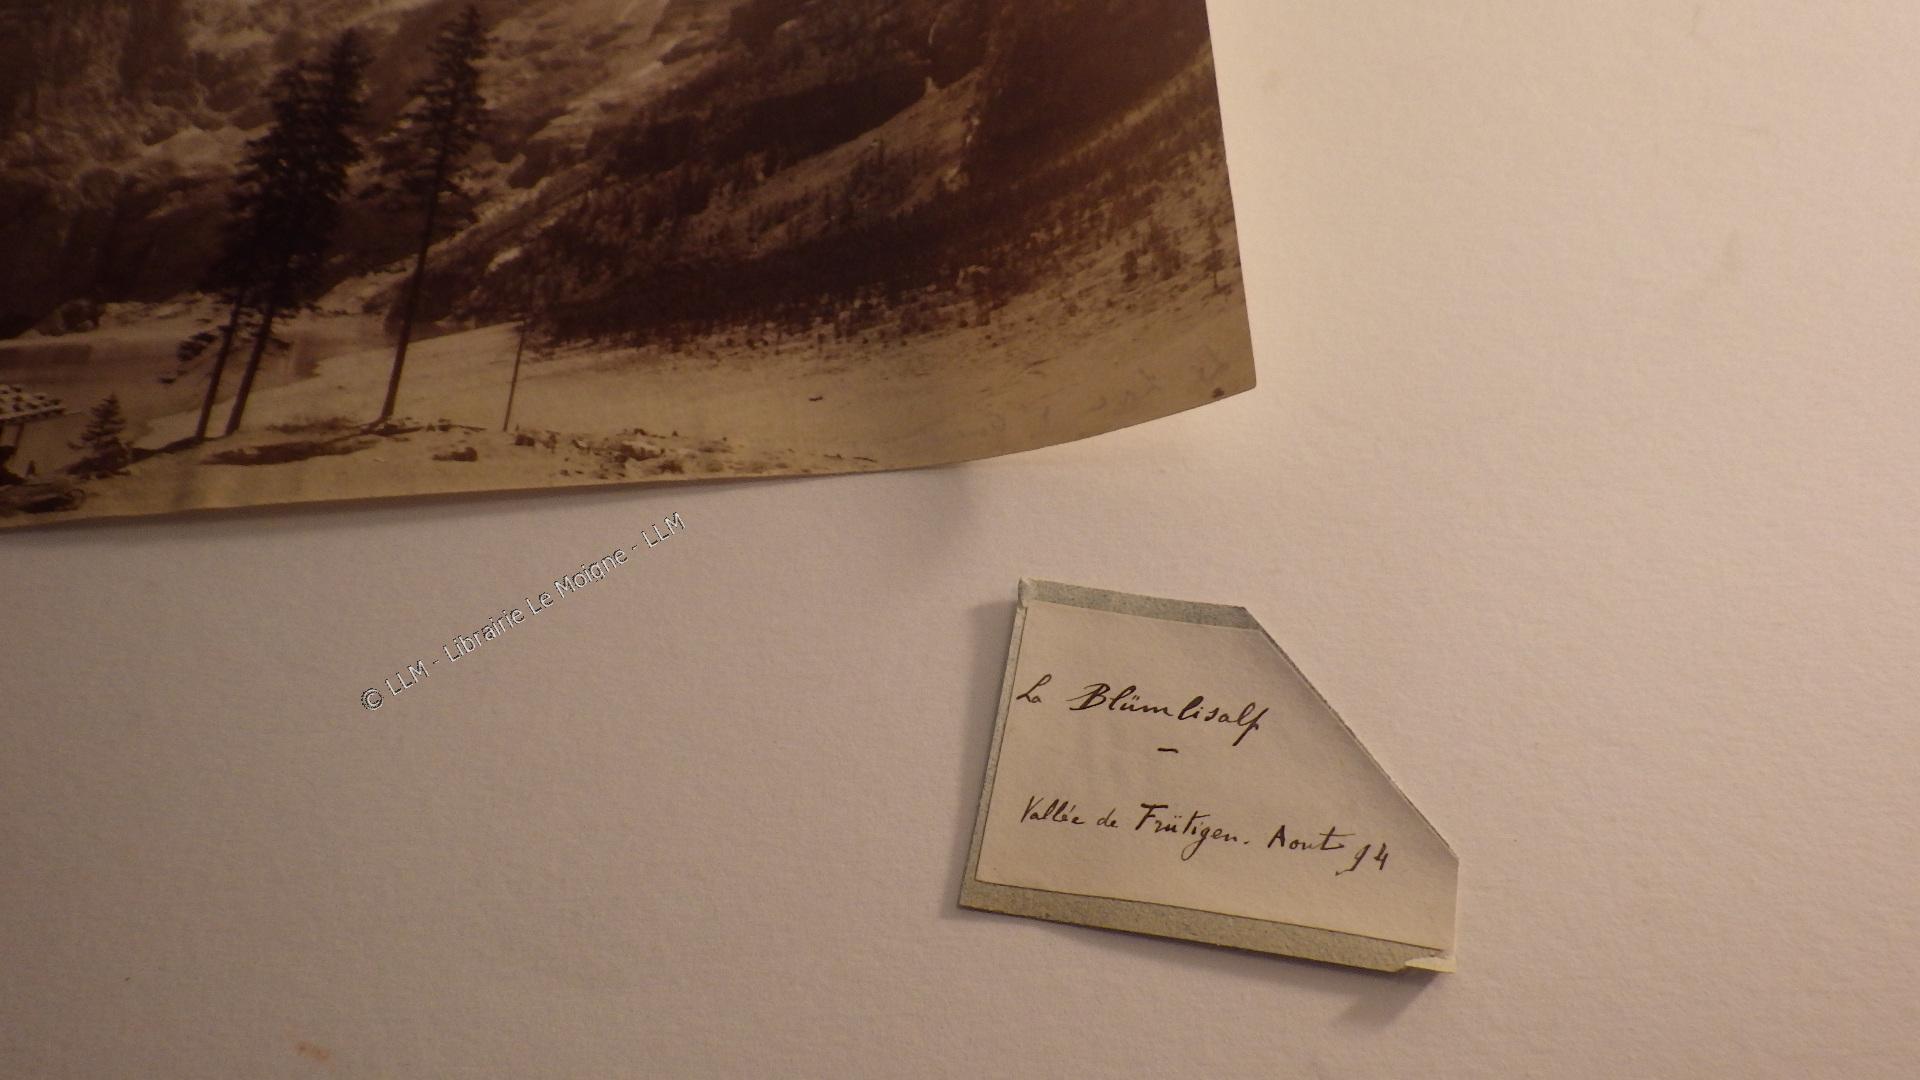 © LLM - Librairie Le Moigne - LLM
La Blümlisalp
–
Vallée de Frütigen. Aout 94